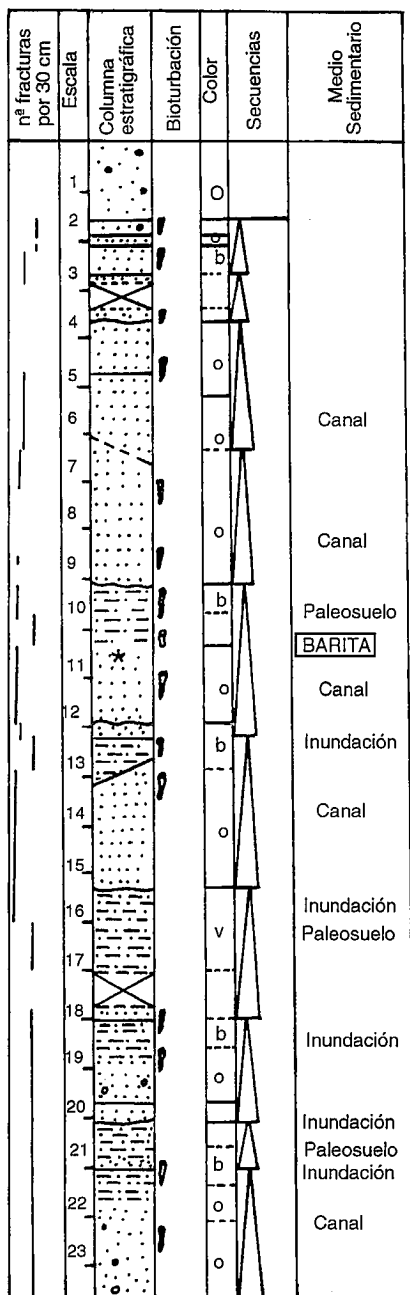 nª fracturas
por 30 cm
Escala
Columna
estratigráfica
Bioturbación
Color
Secuencias
Medio
Sedimentario
1
O
2
o
b
3
4
o
5
6
o
Canal
7
8
o
Canal
9
10
b
Paleosuelo
BARITA
11
o
Canal
12
b
Inundación
13
Canal
14
o
15
16
Inundación
v
Paleosuelo
17
18
b
Inundación
19
o
20
Inundación
21
Paleosuelo
b
Inundación
22
o
Canal
23
o